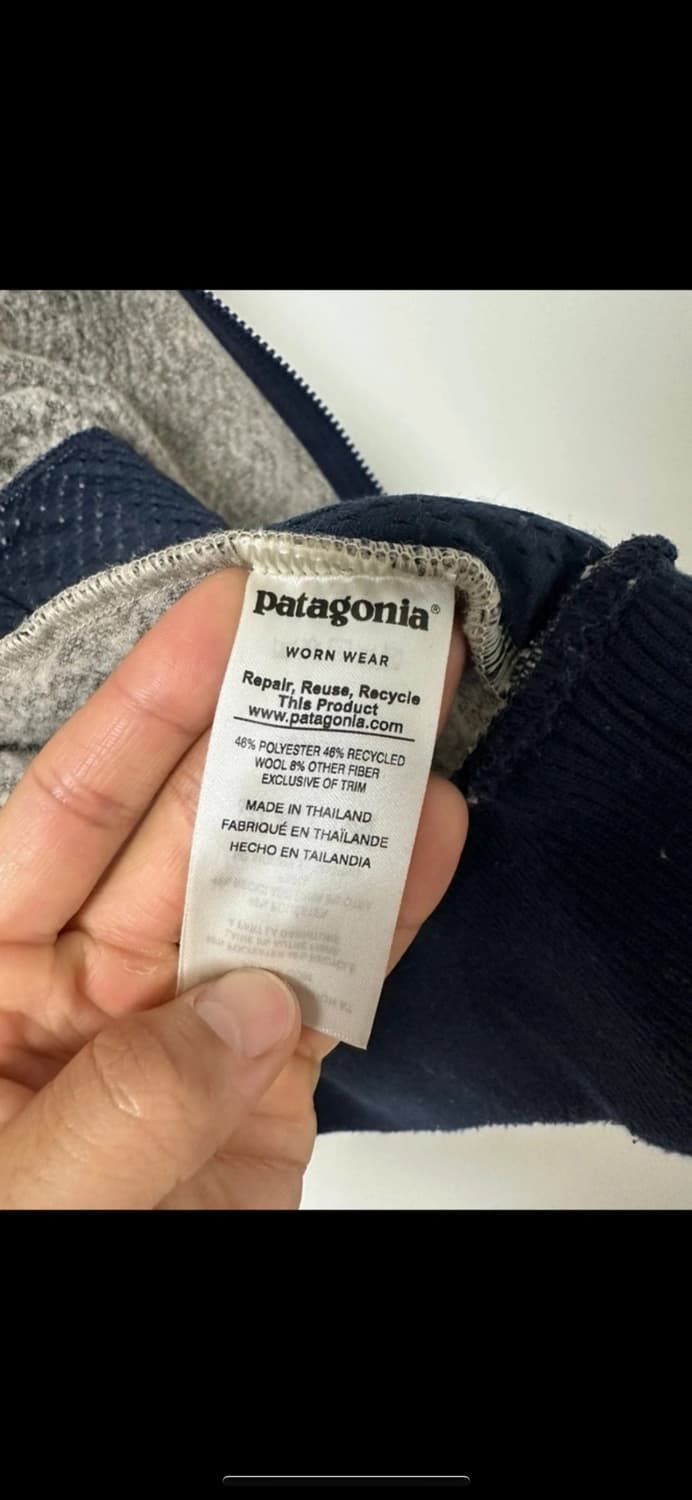 patagonia®
WORN WEAR
Repair, Reuse, Recycle
This Product
www.patagonia.com
46% POLYESTER 46% RECYCLED
WOOL 8% OTHER FIBER
EXCLUSIVE OF TRIM
MADE IN THAILAND
FABRIQUÉ EN THAÏLANDE
HECHO EN TAILANDIA